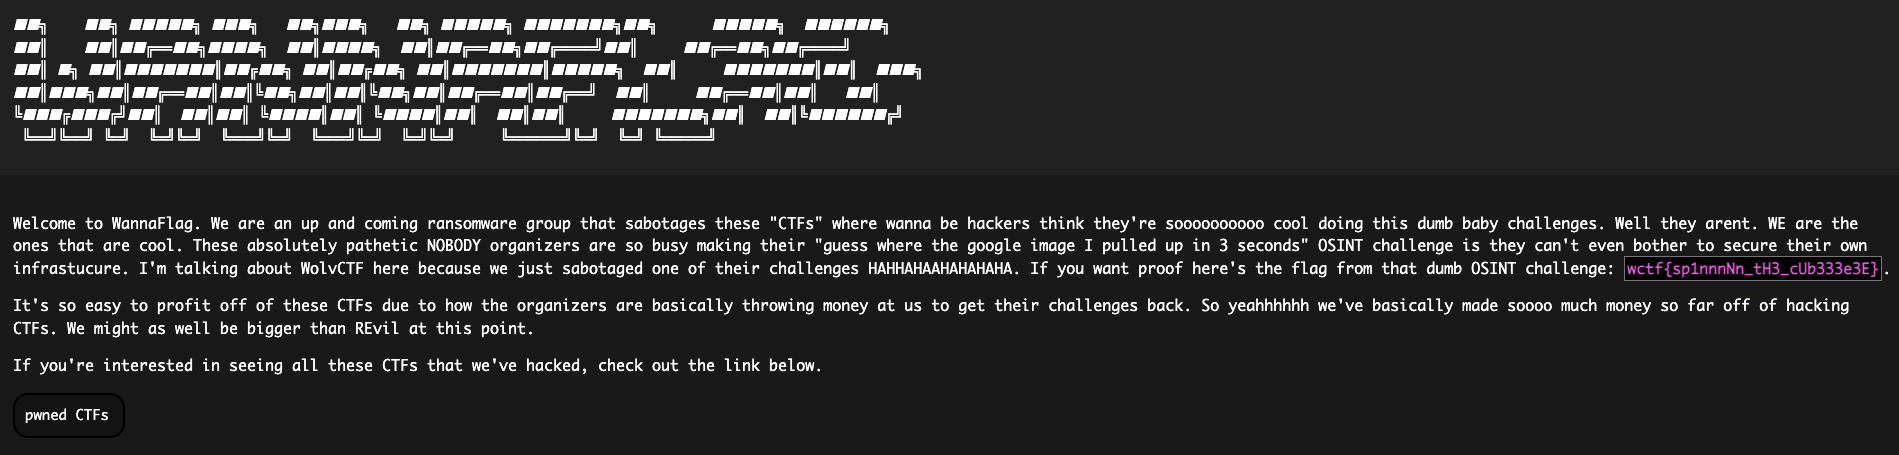 WANNAFLAG
Welcome to WannaFlag. We are an up and coming ransomware group that sabotages these "CTFs" where wanna be hackers think they're soooooooooo cool doing this dumb baby challenges. Well they arent. WE are the
ones that are cool. These absolutely pathetic NOBODY organizers are so busy making their "guess where the google image I pulled up in 3 seconds" OSINT challenge is they can't even bother to secure their own
infrastucure. I'm talking about WolvCTF here because we just sabotaged one of their challenges HAHHAHAAHAHAHAHA. If you want proof here's the flag from that dumb OSINT challenge: wctf{sp1nnnNn_tH3_cUb333e3E}.
It's so easy to profit off of these CTFs due to how the organizers are basically throwing money at us to get their challenges back. So yeahhhhhh we've basically made soooo much money so far off of hacking
CTFs. We might as well be bigger than REvil at this point.
If you're interested in seeing all these CTFs that we've hacked, check out the link below.
pwned CTFs